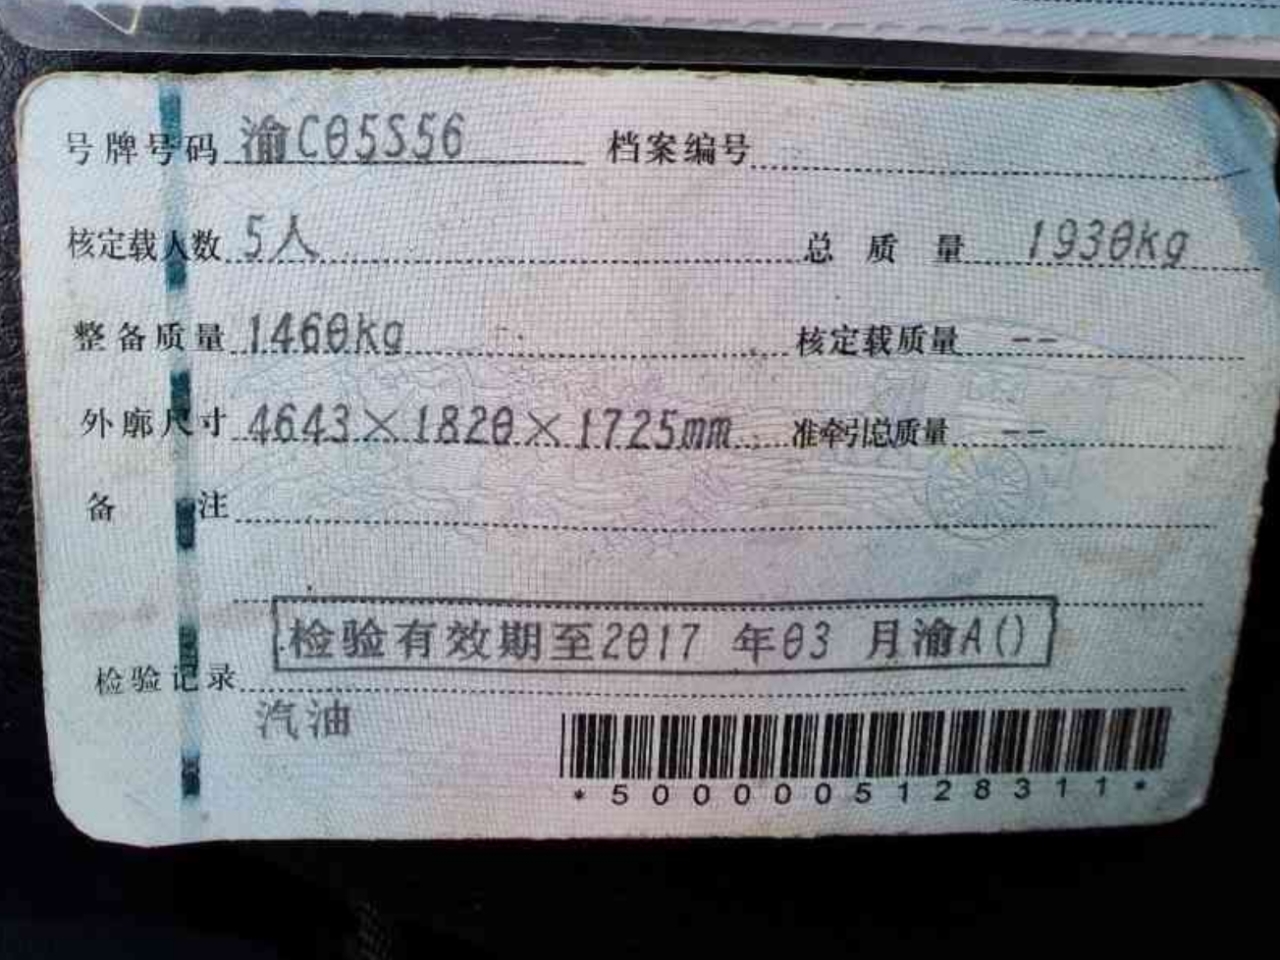 号牌号码 渝C05S56 档案编号
核定载人数 5人 总质量 1930kg
整备质量 1460kg 核定载质量 --
外廓尺寸 4643×1820×1725mm 准牵引总质量 --
备注
检验有效期至2017 年03 月渝A()
检验记录
汽油
*5000005128311*